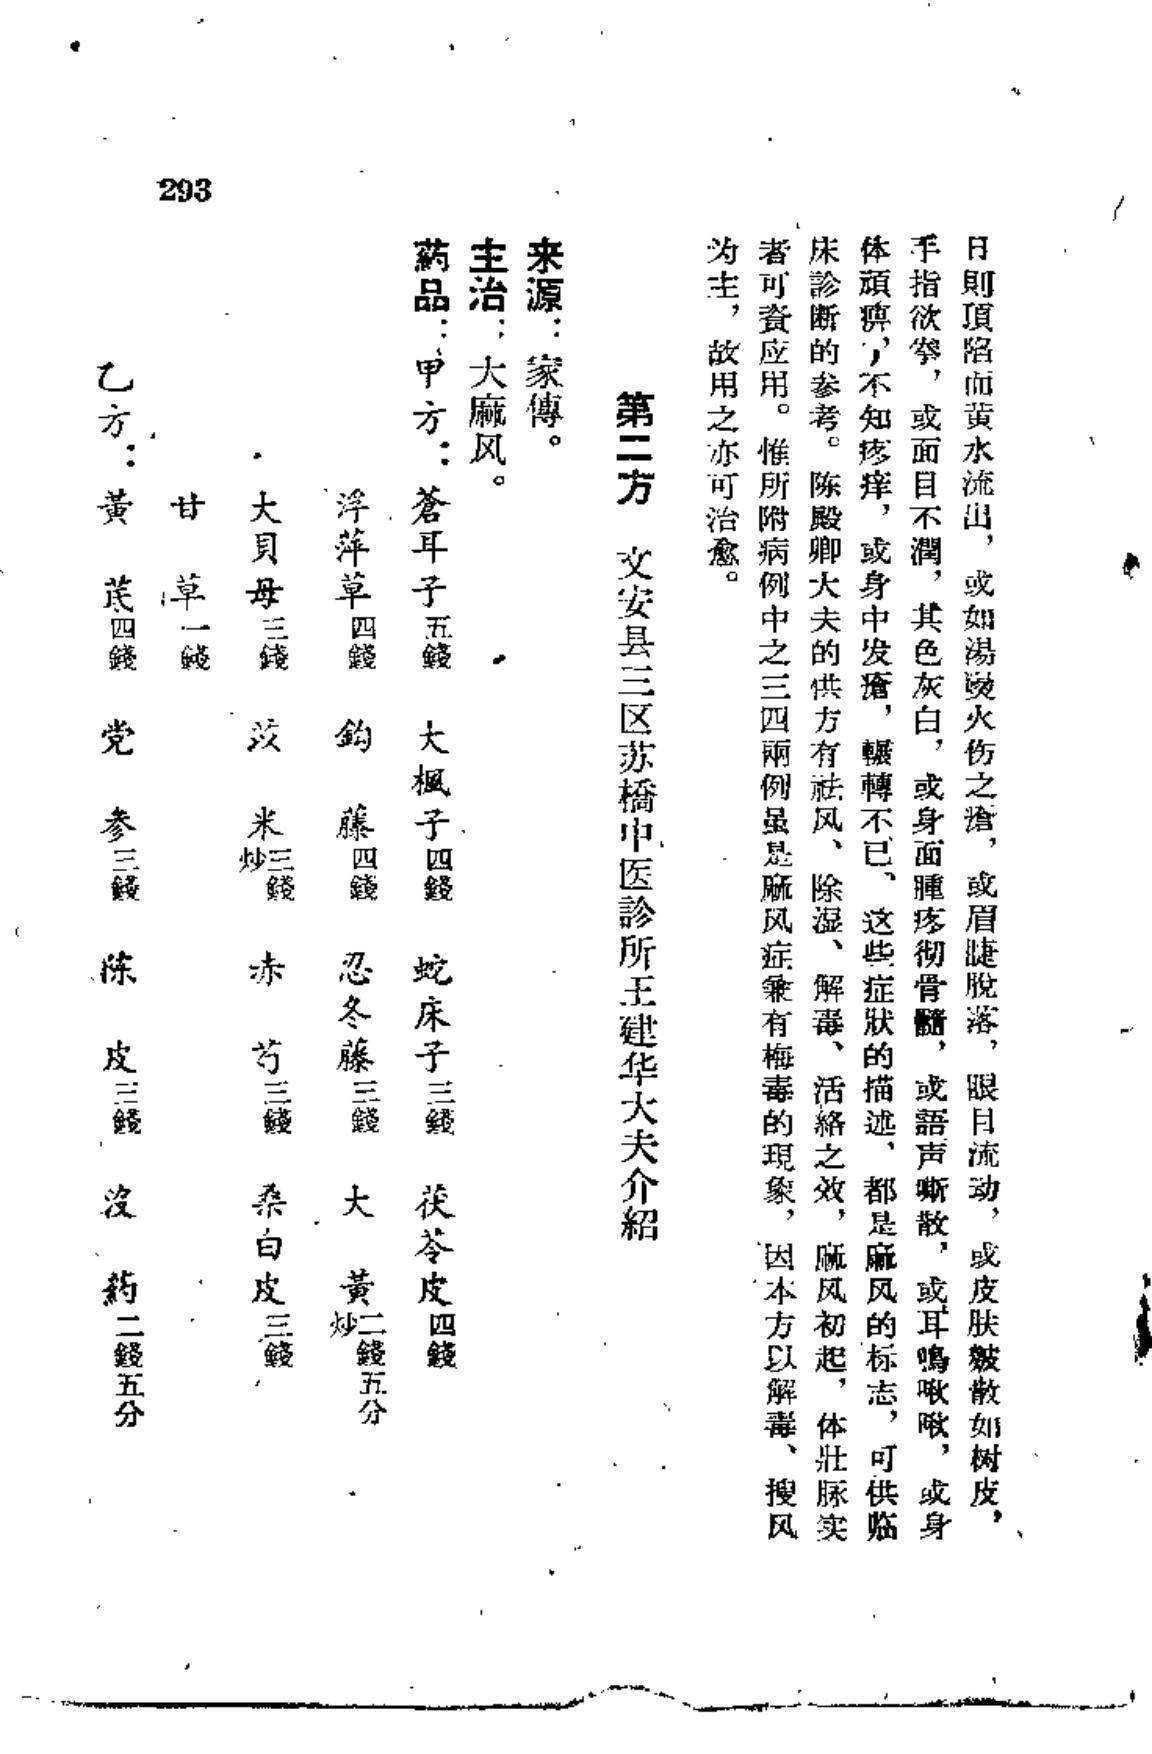 日則頂陷而黄水流出，或如湯燙火伤之瘡，或眉睫脫落，眼目流动，或皮肤皴散如树皮，
手指欲拳，或面目不潤，其色灰白，或身面腫疼彻骨髓，或語声嘶散，或耳鳴啾啾，或身
体頑痹，不知疼痒，或身中发瘡，輾轉不已、这些症狀的描述，都是麻风的标志，可供临
床診断的参考。陈殿卿大夫的供方有祛风、除湿、解毒、活絡之效，麻风初起，体壯脉实
者可資应用。惟所附病例中之三四兩例虽是麻风症兼有梅毒的現象，因本方以解毒、搜风
为主，故用之亦可治愈。
第二方　文安县三区苏橋中医診所王建华大夫介紹
来源：家傳。
主治：大麻风。
葯品：甲方：蒼耳子五錢　大楓子四錢　蛇床子三錢　茯苓皮四錢
浮萍草四錢　鈎藤四錢　忍冬藤三錢　大黃炒二錢五分
大貝母三錢　苡米炒三錢　赤芍三錢　桑白皮三錢
甘草一錢
乙方：黃芪四錢　党参三錢　陈皮三錢　沒葯二錢五分
293